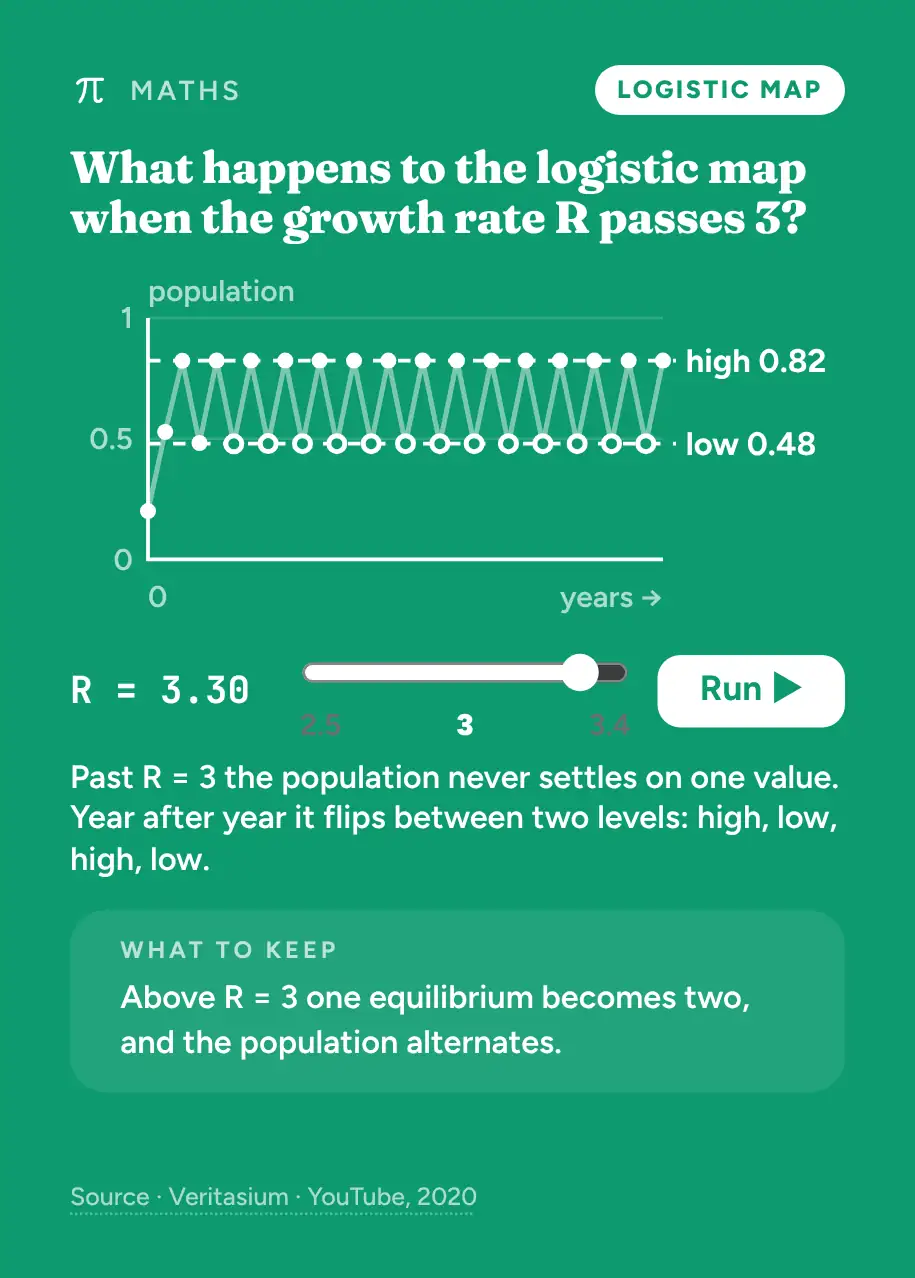 π MATHS
LOGISTIC MAP
What happens to the logistic map
when the growth rate R passes 3?
population
1
high 0.82
0.5
low 0.48
0
0
years →
R = 3.30
Run ▶
2.5 3 3.4
Past R = 3 the population never settles on one value.
Year after year it flips between two levels: high, low,
high, low.
WHAT TO KEEP
Above R = 3 one equilibrium becomes two,
and the population alternates.
Source · Veritasium · YouTube, 2020